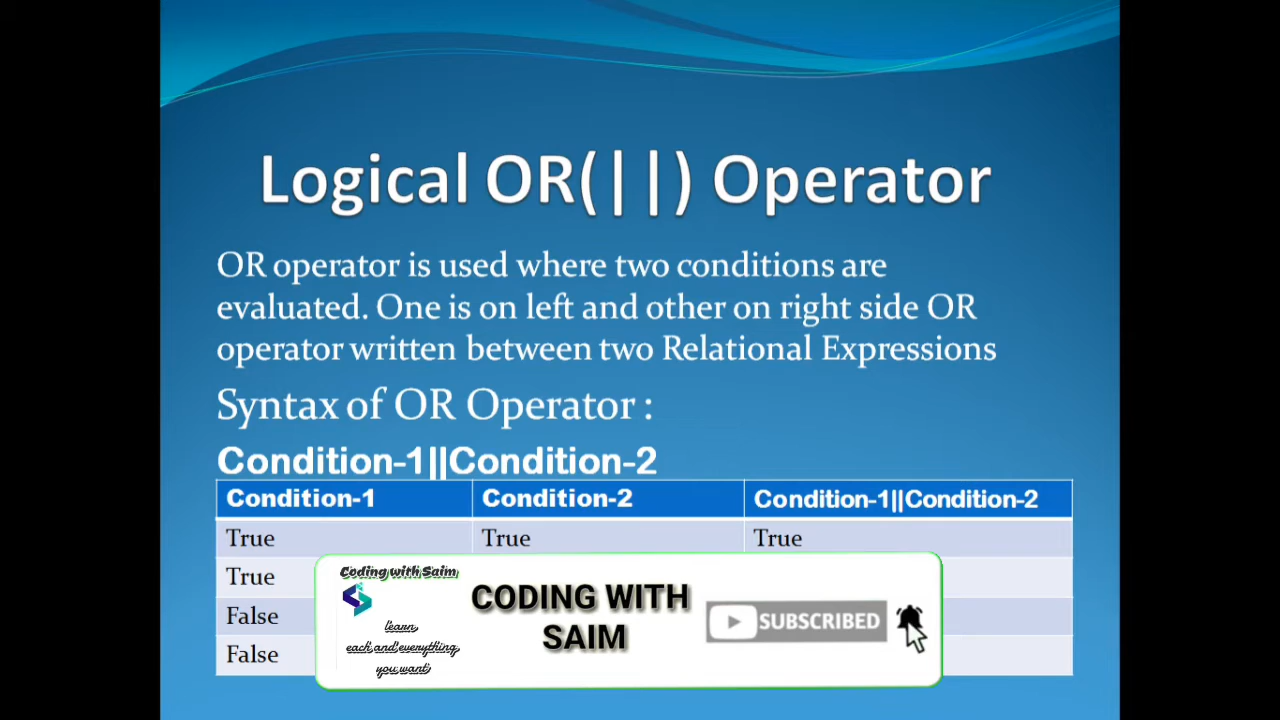 Logical OR(||) Operator
OR operator is used where two conditions are
evaluated. One is on left and other on right side OR
operator written between two Relational Expressions
Syntax of OR Operator :
Condition-1||Condition-2
Condition-1 Condition-2 Condition-1||Condition-2
True True True
True
False
False
Coding with Saim
learn
each and everything
you want
CODING WITH
SAIM
SUBSCRIBED